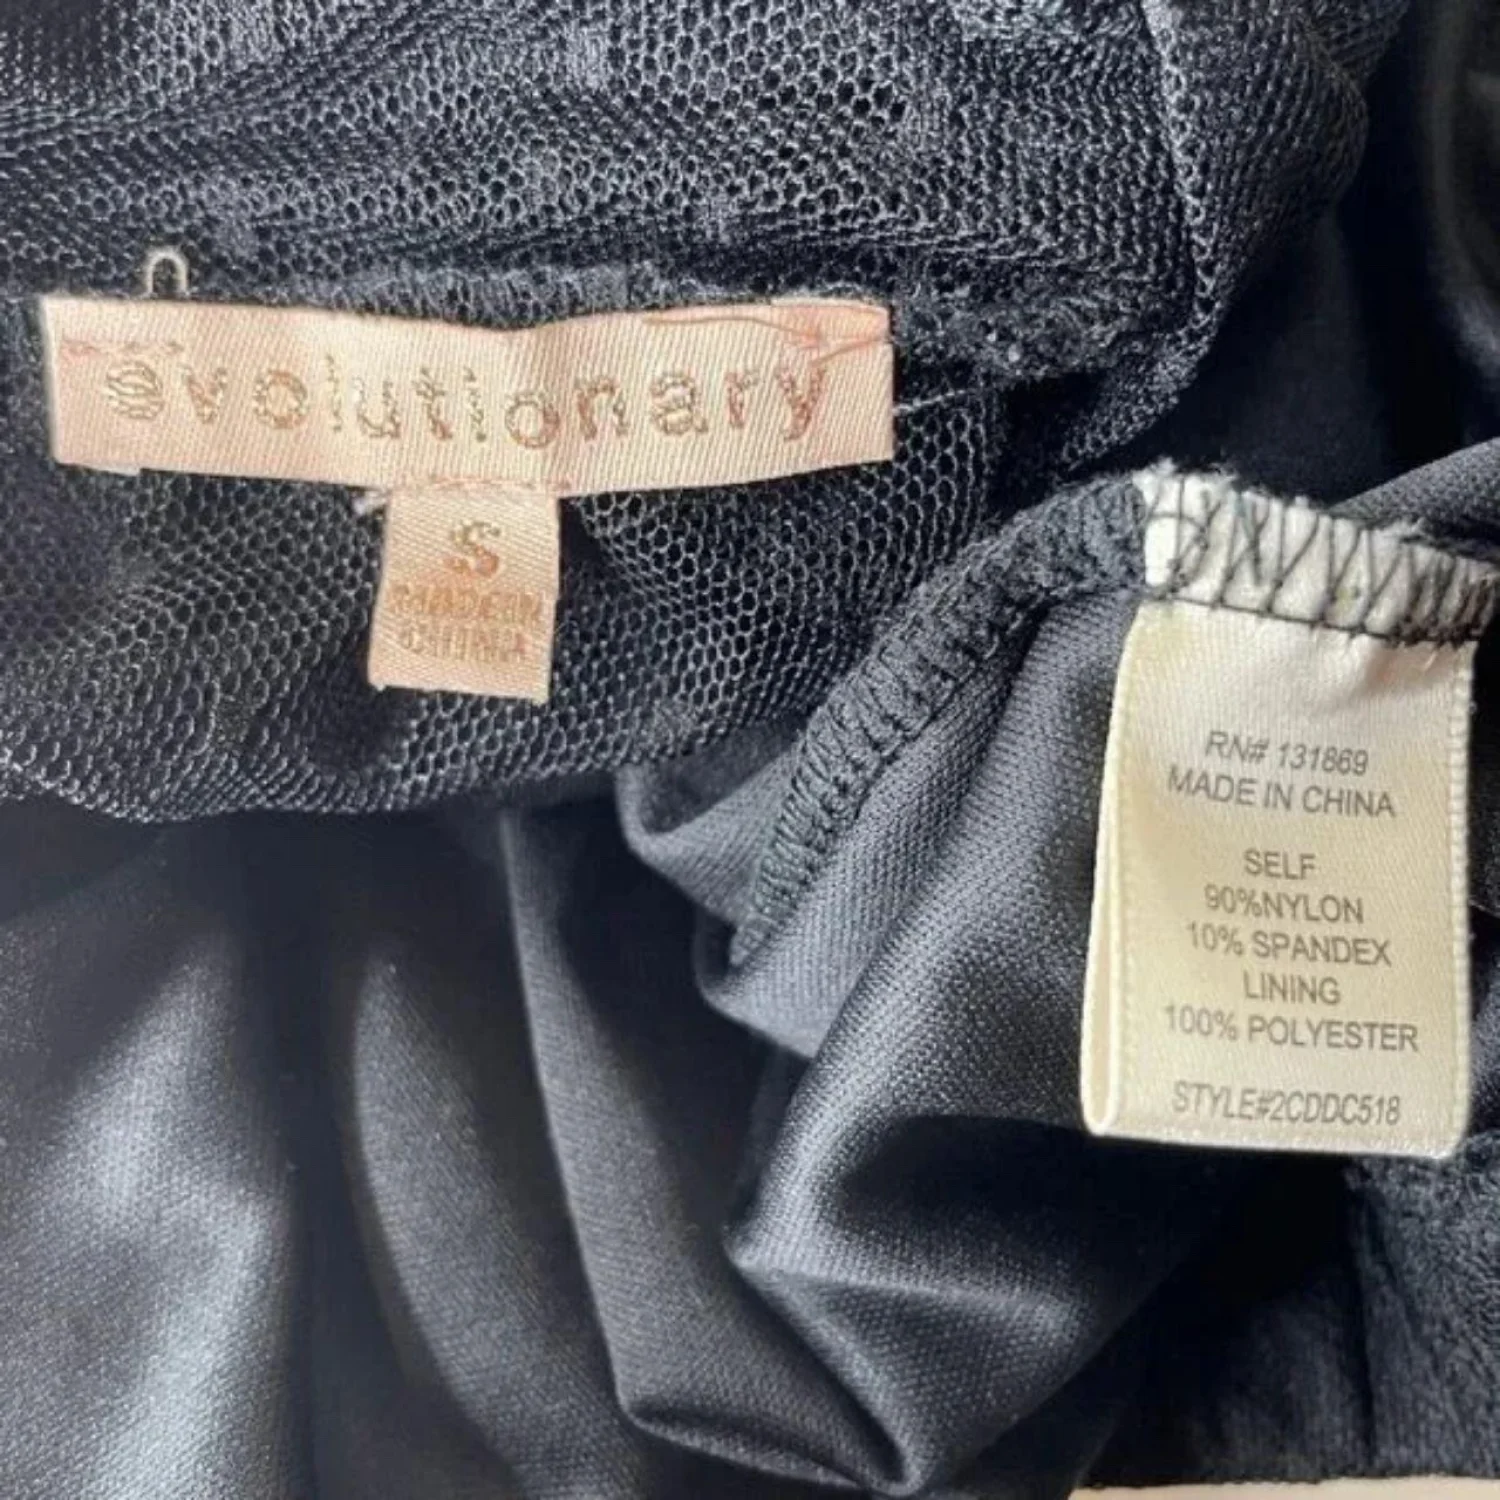 evolutionary
S
MADE IN
CHINA
RN# 131869
MADE IN CHINA
SELF
90%NYLON
10% SPANDEX
LINING
100% POLYESTER
STYLE#2CDDC518